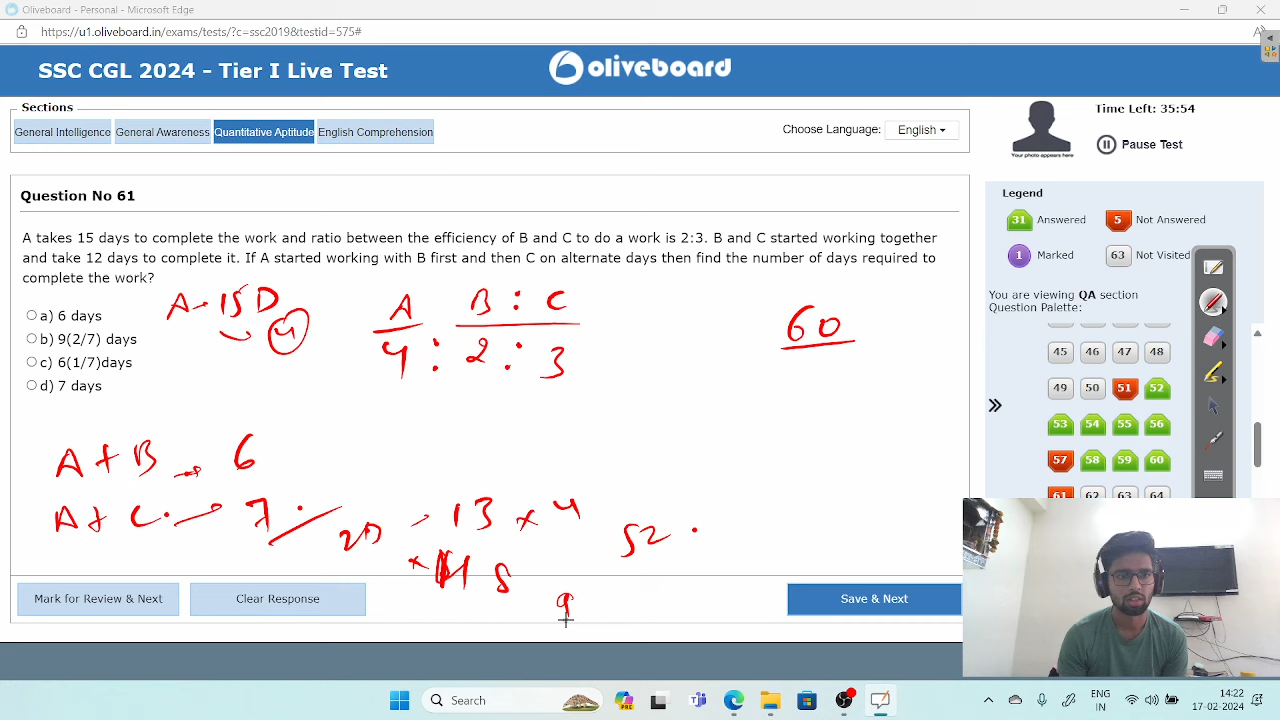 Oliveboard - Personal - Microsoft Edge
https://u1.oliveboard.in/exams/tests/?c=ssc2019&testid=575#
SSC CGL 2024 - Tier I Live Test
oliveboard
Sections
General Intelligence General Awareness Quantitative Aptitude English Comprehension
Choose Language: English
Time Left: 35:54
Pause Test
Your photo appears here
Question No 61
A takes 15 days to complete the work and ratio between the efficiency of B and C to do a work is 2:3. B and C started working together
and take 12 days to complete it. If A started working with B first and then C on alternate days then find the number of days required to
complete the work?
a) 6 days
b) 9(2/7) days
c) 6(1/7)days
d) 7 days
A → 15 D
4
A B : C
4 : 2 : 3
60
A + B → 6
A + C → 7
2D → 13 x 4
52
x 4 8
9
Legend
31 Answered 5 Not Answered
1 Marked 63 Not Visited
You are viewing QA section
Question Palette:
45 46 47 48
49 50 51 52
53 54 55 56
57 58 59 60
61 62 63 64
Mark for Review & Next Clear Response Save & Next
Search
PRE
ENG
IN
14:22
17-02-2024